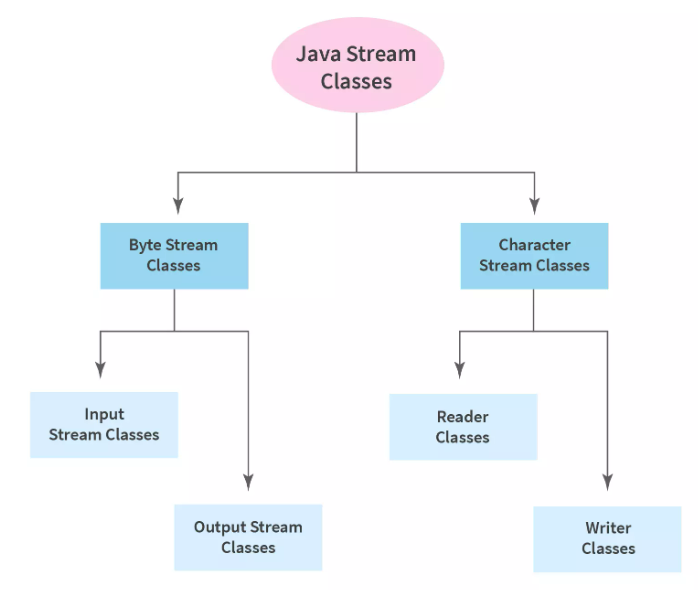 Java Stream
Classes
Byte Stream
Classes
Character
Stream Classes
Input
Stream Classes
Reader
Classes
Output Stream
Classes
Writer
Classes